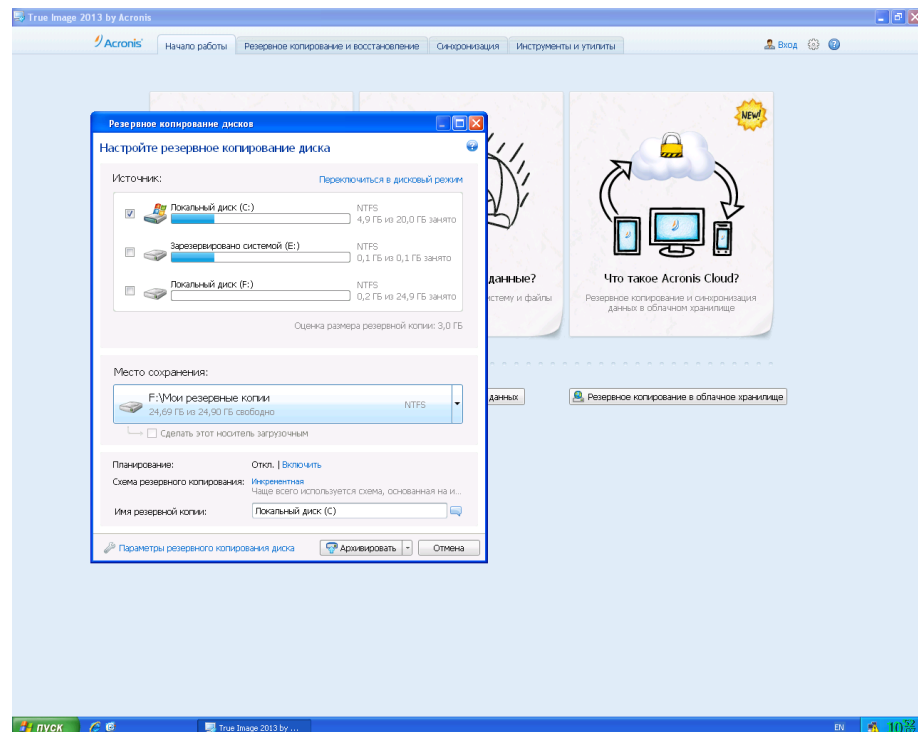 True Image 2013 by Acronis
Acronis
Начало работы
Резервное копирование и восстановление
Синхронизация
Инструменты и утилиты
Вход
NEW!
Резервное копирование дисков
Настройте резервное копирование диска
Источник:
Переключиться в дисковый режим
Локальный диск (C:)
NTFS
4,9 ГБ из 20,0 ГБ занято
Зарезервировано системой (E:)
NTFS
0,1 ГБ из 0,1 ГБ занято
Локальный диск (F:)
NTFS
0,2 ГБ из 24,9 ГБ занято
Оценка размера резервной копии: 3,0 ГБ
данные?
истему и файлы
Что такое Acronis Cloud?
Резервное копирование и синхронизация
данных в облачном хранилище
Место сохранения:
F:\Мои резервные копии
24,69 ГБ из 24,90 ГБ свободно
NTFS
Сделать этот носитель загрузочным
данных
Резервное копирование в облачное хранилище
Планирование:
Откл. | Включить
Схема резервного копирования:
Инкрементная
Чаще всего используется схема, основанная на и...
Имя резервной копии:
Локальный диск (C)
Параметры резервного копирования диска
Архивировать
Отмена
пуск
True Image 2013 by ...
EN
10